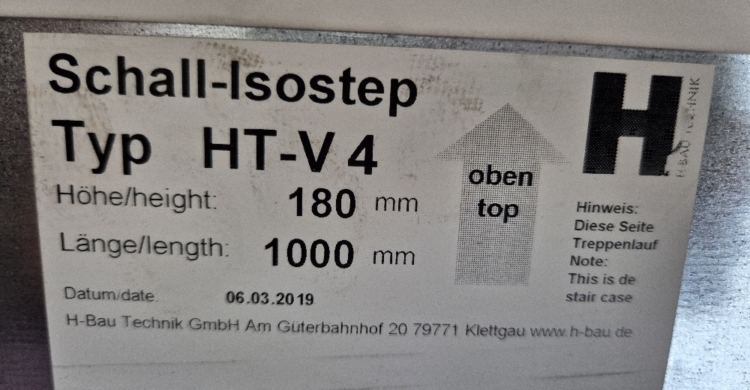 Schall-Isostep
Typ HT-V 4
Höhe/height: 180 mm
Länge/length: 1000 mm
Datum/date: 06.03.2019
H-Bau Technik GmbH Am Güterbahnhof 20 79771 Klettgau www.h-bau.de
oben
top
H
H-BAU TECHNIK
Hinweis:
Diese Seite
Treppenlauf
Note:
This is de
stair case